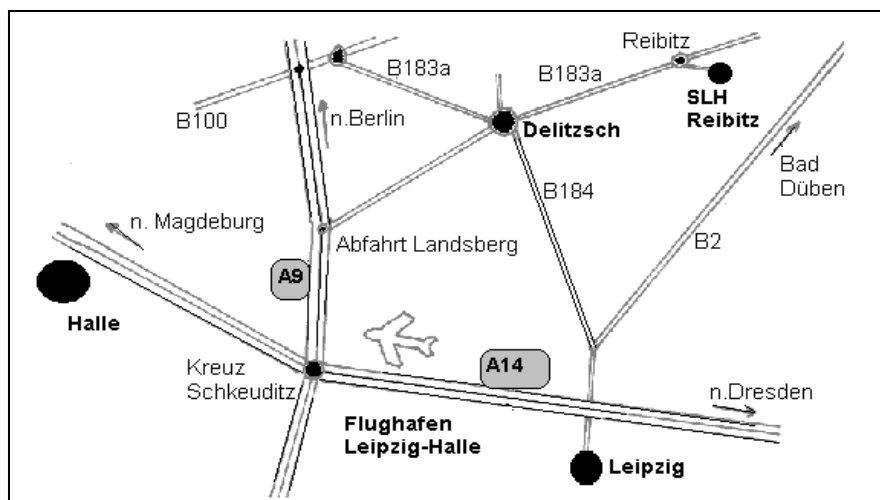 Reibitz
B183a
B183a
SLH
Reibitz
B100
n.Berlin
Delitzsch
Bad
Düben
B184
n. Magdeburg
Abfahrt Landsberg
B2
A9
Halle
Kreuz
Schkeuditz
A14
n.Dresden
Flughafen
Leipzig-Halle
Leipzig